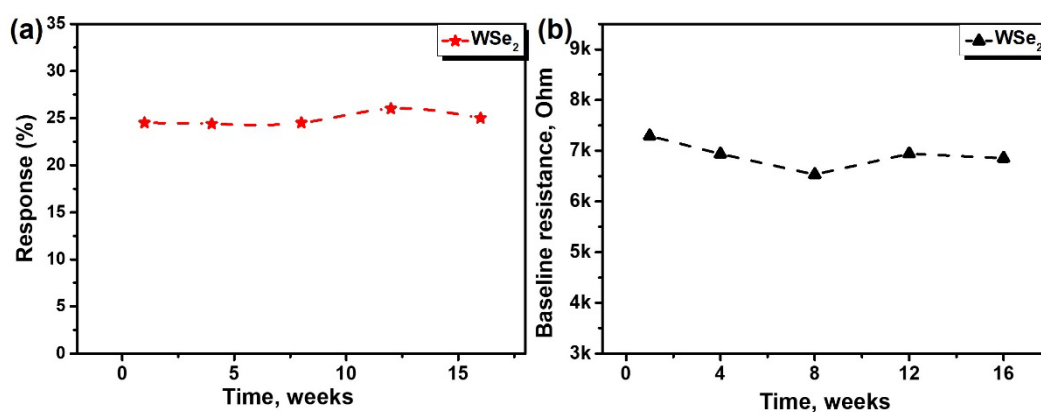 (a)
WSe2
Response (%)
35
30
25
20
15
10
5
0
0 5 10 15
Time, weeks
(b)
WSe2
Baseline resistance, Ohm
9k
8k
7k
6k
5k
4k
3k
0 4 8 12 16
Time, weeks